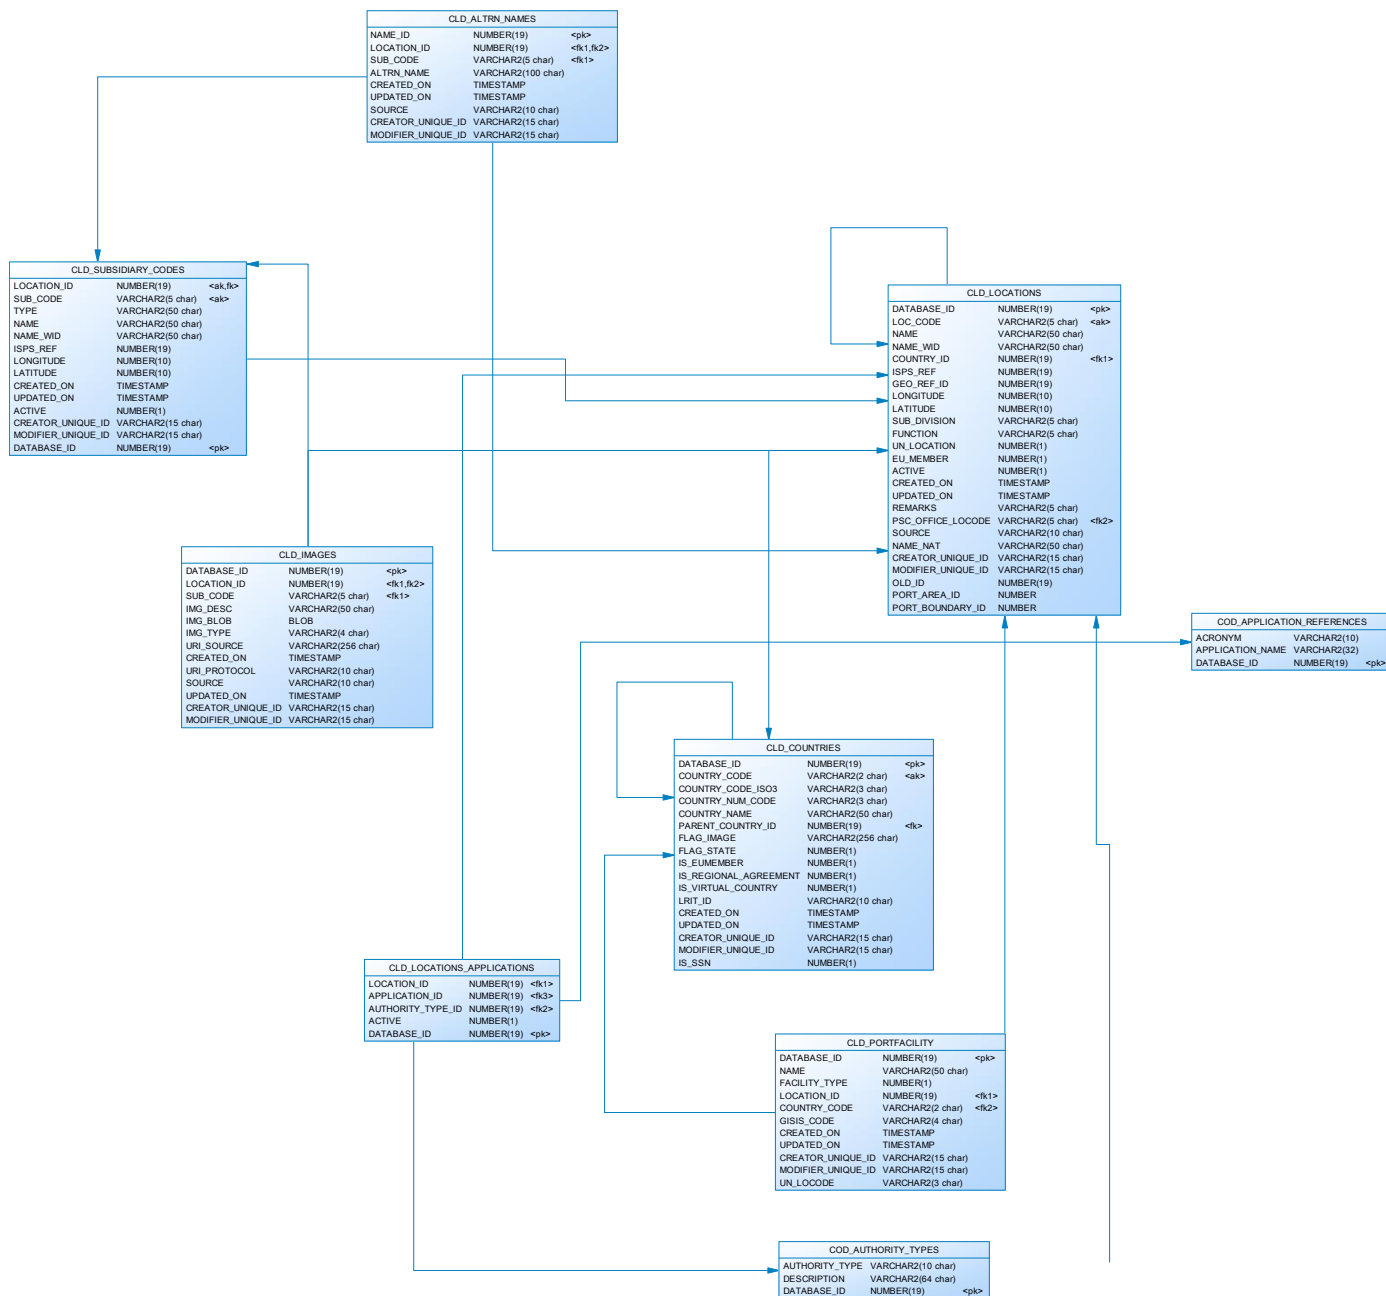 CLD_ALTRN_NAMES
NAME_ID NUMBER(19) <pk>
LOCATION_ID NUMBER(19) <fk1,fk2>
SUB_CODE VARCHAR2(5 char) <fk1>
ALTRN_NAME VARCHAR2(100 char)
CREATED_ON TIMESTAMP
UPDATED_ON TIMESTAMP
SOURCE VARCHAR2(10 char)
CREATOR_UNIQUE_ID VARCHAR2(15 char)
MODIFIER_UNIQUE_ID VARCHAR2(15 char)
CLD_SUBSIDIARY_CODES
LOCATION_ID NUMBER(19) <ak,fk>
SUB_CODE VARCHAR2(5 char) <ak>
TYPE VARCHAR2(50 char)
NAME VARCHAR2(50 char)
NAME_WID VARCHAR2(50 char)
ISPS_REF NUMBER(19)
LONGITUDE NUMBER(10)
LATITUDE NUMBER(10)
CREATED_ON TIMESTAMP
UPDATED_ON TIMESTAMP
ACTIVE NUMBER(1)
CREATOR_UNIQUE_ID VARCHAR2(15 char)
MODIFIER_UNIQUE_ID VARCHAR2(15 char)
DATABASE_ID NUMBER(19) <pk>
CLD_LOCATIONS
DATABASE_ID NUMBER(19) <pk>
LOC_CODE VARCHAR2(5 char) <ak>
NAME VARCHAR2(50 char)
NAME_WID VARCHAR2(50 char)
COUNTRY_ID NUMBER(19) <fk1>
ISPS_REF NUMBER(19)
GEO_REF_ID NUMBER(19)
LONGITUDE NUMBER(10)
LATITUDE NUMBER(10)
SUB_DIVISION VARCHAR2(5 char)
FUNCTION VARCHAR2(5 char)
UN_LOCATION NUMBER(1)
EU_MEMBER NUMBER(1)
ACTIVE NUMBER(1)
CREATED_ON TIMESTAMP
UPDATED_ON TIMESTAMP
REMARKS VARCHAR2(5 char)
PSC_OFFICE_LOCODE VARCHAR2(5 char) <fk2>
SOURCE VARCHAR2(10 char)
NAME_NAT VARCHAR2(50 char)
CREATOR_UNIQUE_ID VARCHAR2(15 char)
MODIFIER_UNIQUE_ID VARCHAR2(15 char)
OLD_ID NUMBER(19)
PORT_AREA_ID NUMBER
PORT_BOUNDARY_ID NUMBER
CLD_IMAGES
DATABASE_ID NUMBER(19) <pk>
LOCATION_ID NUMBER(19) <fk1,fk2>
SUB_CODE VARCHAR2(5 char) <fk1>
IMG_DESC VARCHAR2(50 char)
IMG_BLOB BLOB
IMG_TYPE VARCHAR2(4 char)
URI_SOURCE VARCHAR2(256 char)
CREATED_ON TIMESTAMP
URI_PROTOCOL VARCHAR2(10 char)
SOURCE VARCHAR2(10 char)
UPDATED_ON TIMESTAMP
CREATOR_UNIQUE_ID VARCHAR2(15 char)
MODIFIER_UNIQUE_ID VARCHAR2(15 char)
COD_APPLICATION_REFERENCES
ACRONYM VARCHAR2(10)
APPLICATION_NAME VARCHAR2(32)
DATABASE_ID NUMBER(19) <pk>
CLD_COUNTRIES
DATABASE_ID NUMBER(19) <pk>
COUNTRY_CODE VARCHAR2(2 char) <ak>
COUNTRY_CODE_ISO3 VARCHAR2(3 char)
COUNTRY_NUM_CODE VARCHAR2(3 char)
COUNTRY_NAME VARCHAR2(50 char)
PARENT_COUNTRY_ID NUMBER(19) <fk>
FLAG_IMAGE VARCHAR2(256 char)
FLAG_STATE NUMBER(1)
IS_EUMEMBER NUMBER(1)
IS_REGIONAL_AGREEMENT NUMBER(1)
IS_VIRTUAL_COUNTRY NUMBER(1)
LRIT_ID VARCHAR2(10 char)
CREATED_ON TIMESTAMP
UPDATED_ON TIMESTAMP
CREATOR_UNIQUE_ID VARCHAR2(15 char)
MODIFIER_UNIQUE_ID VARCHAR2(15 char)
IS_SSN NUMBER(1)
CLD_LOCATIONS_APPLICATIONS
LOCATION_ID NUMBER(19) <fk1>
APPLICATION_ID NUMBER(19) <fk3>
AUTHORITY_TYPE_ID NUMBER(19) <fk2>
ACTIVE NUMBER(1)
DATABASE_ID NUMBER(19) <pk>
CLD_PORTFACILITY
DATABASE_ID NUMBER(19) <pk>
NAME VARCHAR2(50 char)
FACILITY_TYPE NUMBER(1)
LOCATION_ID NUMBER(19) <fk1>
COUNTRY_CODE VARCHAR2(2 char) <fk2>
GISIS_CODE VARCHAR2(4 char)
CREATED_ON TIMESTAMP
UPDATED_ON TIMESTAMP
CREATOR_UNIQUE_ID VARCHAR2(15 char)
MODIFIER_UNIQUE_ID VARCHAR2(15 char)
UN_LOCODE VARCHAR2(3 char)
COD_AUTHORITY_TYPES
AUTHORITY_TYPE VARCHAR2(10 char)
DESCRIPTION VARCHAR2(64 char)
DATABASE_ID NUMBER(19) <pk>